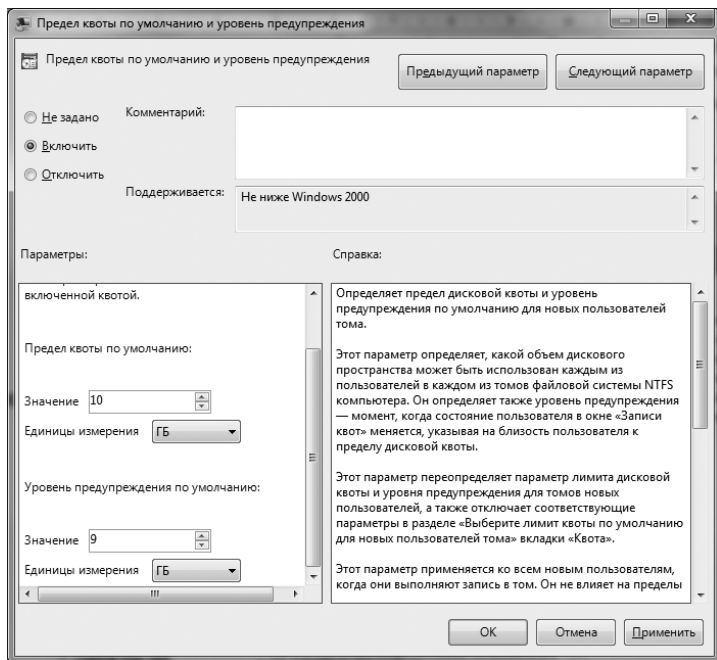 Предел квоты по умолчанию и уровень предупреждения
Предел квоты по умолчанию и уровень предупреждения
Предыдущий параметр
Следующий параметр
Не задано
Включить
Отключить
Комментарий:
Поддерживается:
Не ниже Windows 2000
Параметры:
Справка:
включенной квотой.
Предел квоты по умолчанию:
Значение 10
Единицы измерения ГБ
Уровень предупреждения по умолчанию:
Значение 9
Единицы измерения ГБ
Определяет предел дисковой квоты и уровень
предупреждения по умолчанию для новых пользователей
тома.
Этот параметр определяет, какой объем дискового
пространства может быть использован каждым из
пользователей в каждом из томов файловой системы NTFS
компьютера. Он определяет также уровень предупреждения
— момент, когда состояние пользователя в окне «Записи
квот» меняется, указывая на близость пользователя к
пределу дисковой квоты.
Этот параметр переопределяет параметр лимита дисковой
квоты и уровня предупреждения для томов новых
пользователей, а также отключает соответствующие
параметры в разделе «Выберите лимит квоты по умолчанию
для новых пользователей тома» вкладки «Квота».
Этот параметр применяется ко всем новым пользователям,
когда они выполняют запись в том. Он не влияет на пределы
ОК
Отмена
Применить